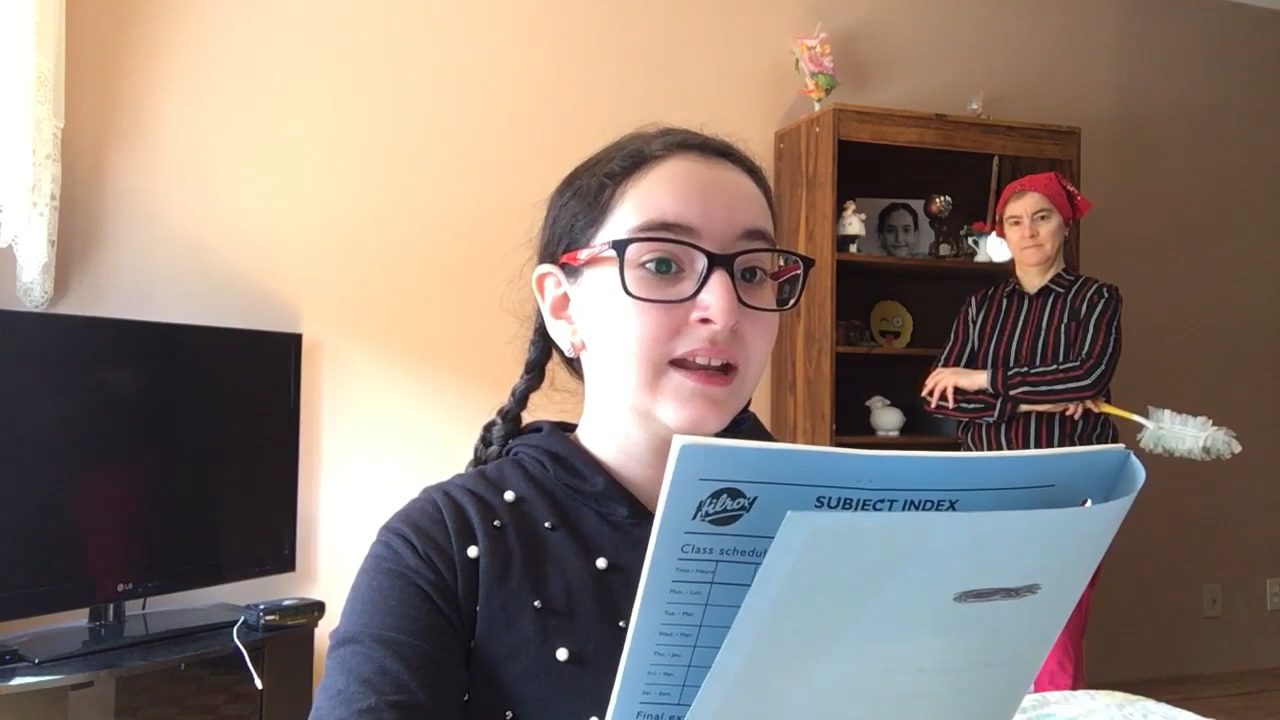 Hilroy
SUBJECT INDEX
Class schedul
Time - Heure
Mon. - Lun.
Tue. - Mar.
Wed. - Mer.
Thu. - Jeu.
Fri. - Ven.
Sat. - Sam.
Final ex
LG